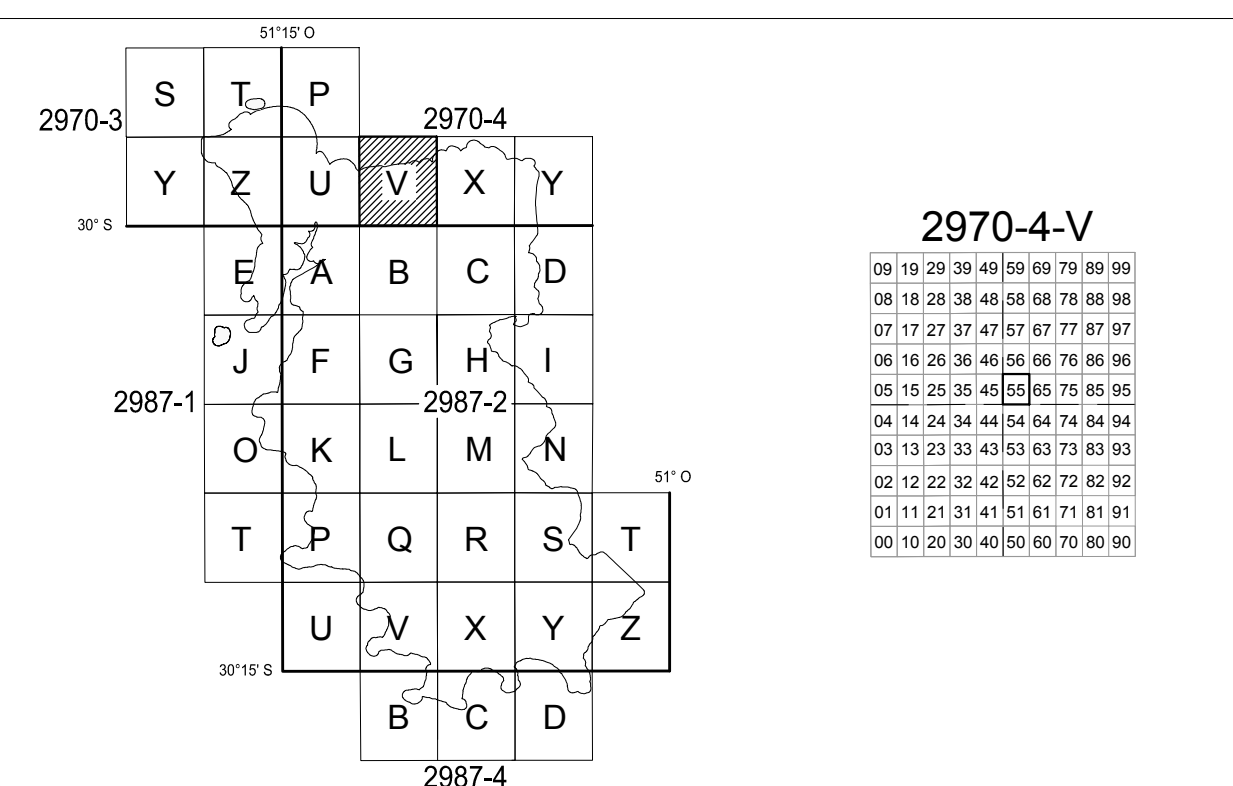 51°15' O
S T P
2970-3
2970-4
Y Z U V X Y
30° S
E A B C D
J F G H I
2987-1
2987-2
O K L M N
51° O
T P Q R S T
U V X Y Z
30°15' S
B C D
2987-4
2970-4-V
09 19 29 39 49 59 69 79 89 99
08 18 28 38 48 58 68 78 88 98
07 17 27 37 47 57 67 77 87 97
06 16 26 36 46 56 66 76 86 96
05 15 25 35 45 55 65 75 85 95
04 14 24 34 44 54 64 74 84 94
03 13 23 33 43 53 63 73 83 93
02 12 22 32 42 52 62 72 82 92
01 11 21 31 41 51 61 71 81 91
00 10 20 30 40 50 60 70 80 90